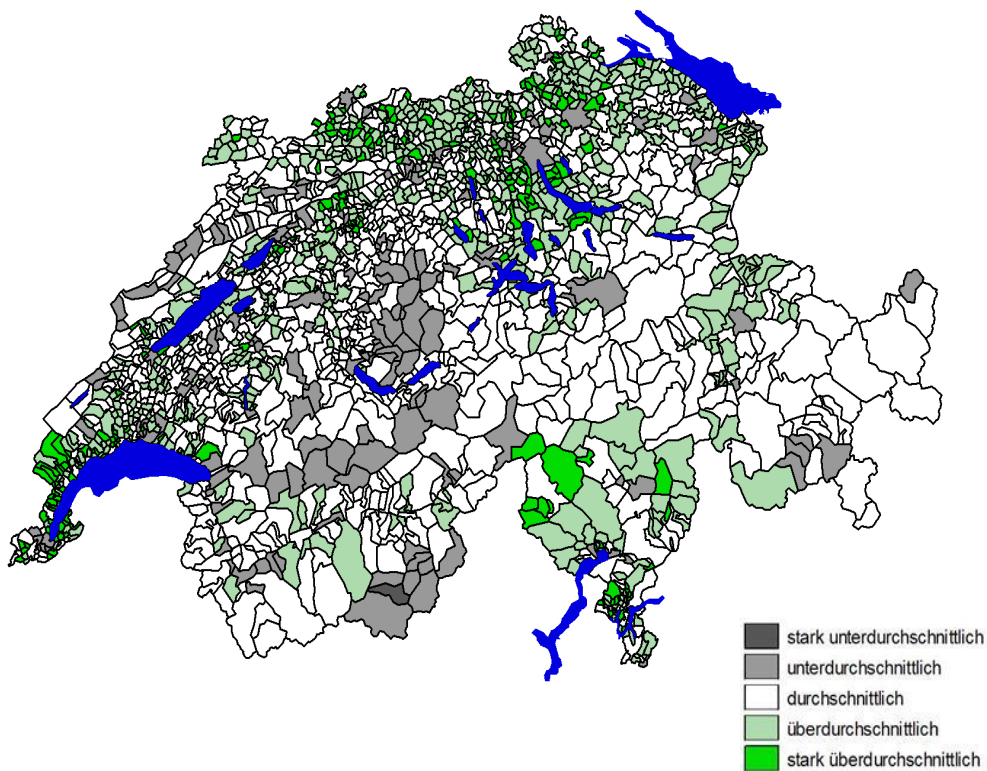 stark unterdurchschnittlich
unterdurchschnittlich
durchschnittlich
überdurchschnittlich
stark überdurchschnittlich